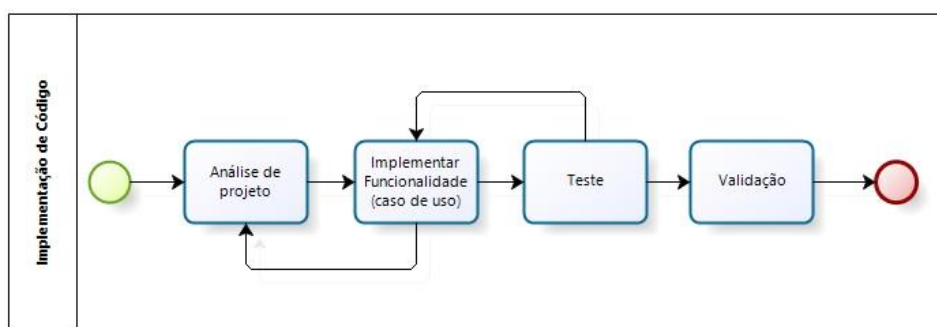 Implementação de Código
Análise de
projeto
Implementar
Funcionalidade
(caso de uso)
Teste
Validação